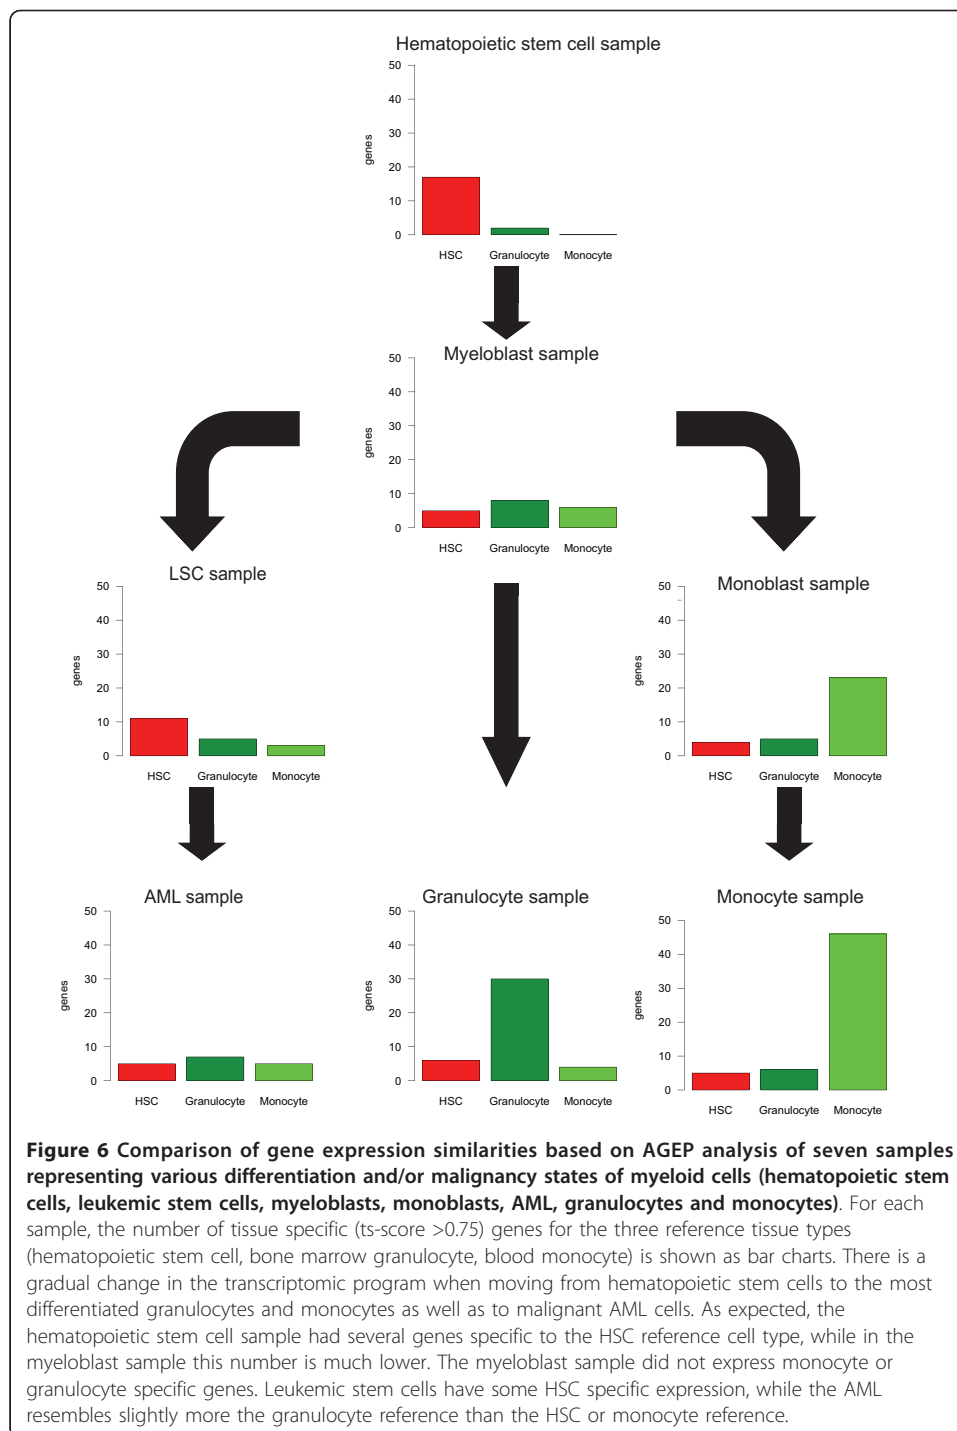 Hematopoietic stem cell sample
50
40
30
20
10
0
genes
HSC Granulocyte Monocyte
Myeloblast sample
50
40
30
20
10
0
genes
HSC Granulocyte Monocyte
LSC sample
50
40
30
20
10
0
genes
HSC Granulocyte Monocyte
Monoblast sample
50
40
30
20
10
0
genes
HSC Granulocyte Monocyte
AML sample
50
40
30
20
10
0
genes
HSC Granulocyte Monocyte
Granulocyte sample
50
40
30
20
10
0
genes
HSC Granulocyte Monocyte
Monocyte sample
50
40
30
20
10
0
genes
HSC Granulocyte Monocyte
Figure 6 Comparison of gene expression similarities based on AGEP analysis of seven samples
representing various differentiation and/or malignancy states of myeloid cells (hematopoietic stem
cells, leukemic stem cells, myeloblasts, monoblasts, AML, granulocytes and monocytes). For each
sample, the number of tissue specific (ts-score >0.75) genes for the three reference tissue types
(hematopoietic stem cell, bone marrow granulocyte, blood monocyte) is shown as bar charts. There is a
gradual change in the transcriptomic program when moving from hematopoietic stem cells to the most
differentiated granulocytes and monocytes as well as to malignant AML cells. As expected, the
hematopoietic stem cell sample had several genes specific to the HSC reference cell type, while in the
myeloblast sample this number is much lower. The myeloblast sample did not express monocyte or
granulocyte specific genes. Leukemic stem cells have some HSC specific expression, while the AML
resembles slightly more the granulocyte reference than the HSC or monocyte reference.